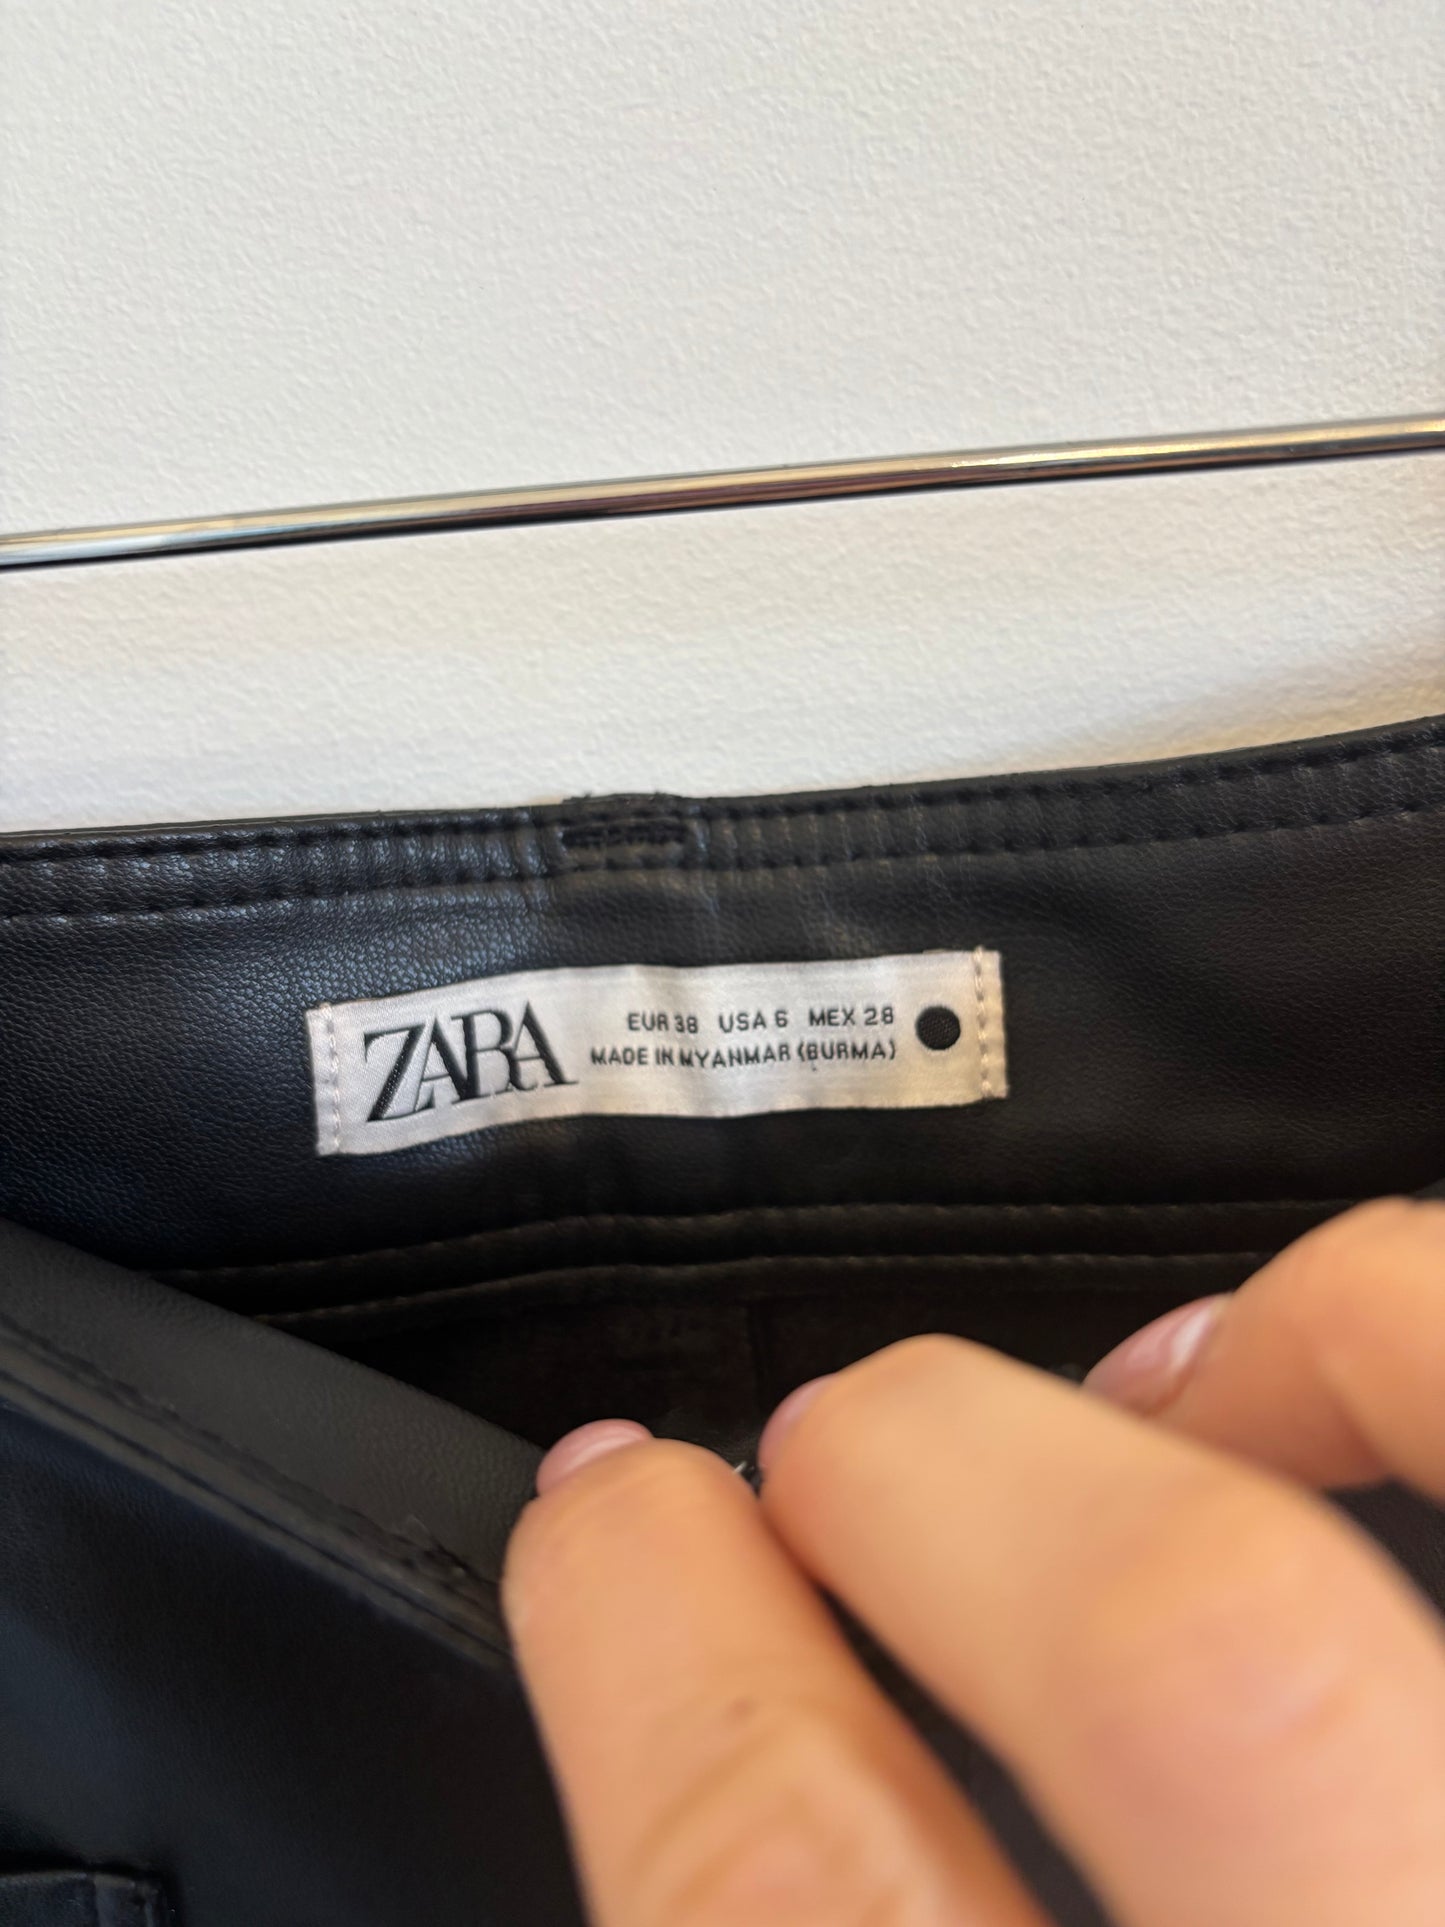 ZARA
EUR 38 USA 6 MEX 28
MADE IN MYANMAR (BURMA)